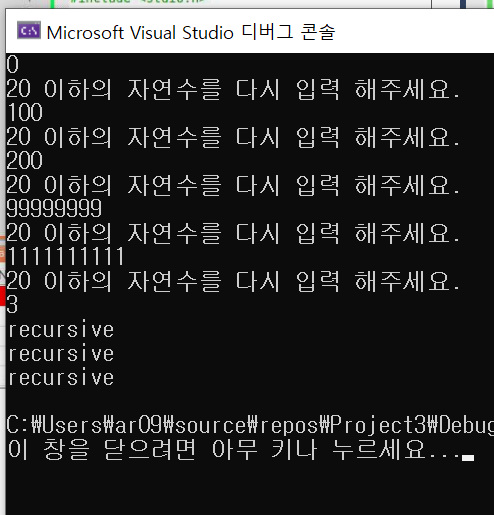 Microsoft Visual Studio 디버그 콘솔
0
20 이하의 자연수를 다시 입력 해주세요.
100
20 이하의 자연수를 다시 입력 해주세요.
200
20 이하의 자연수를 다시 입력 해주세요.
99999999
20 이하의 자연수를 다시 입력 해주세요.
1111111111
20 이하의 자연수를 다시 입력 해주세요.
3
recursive
recursive
recursive
C:₩Users₩ar09₩source₩repos₩Project3₩Debug
이 창을 닫으려면 아무 키나 누르세요...